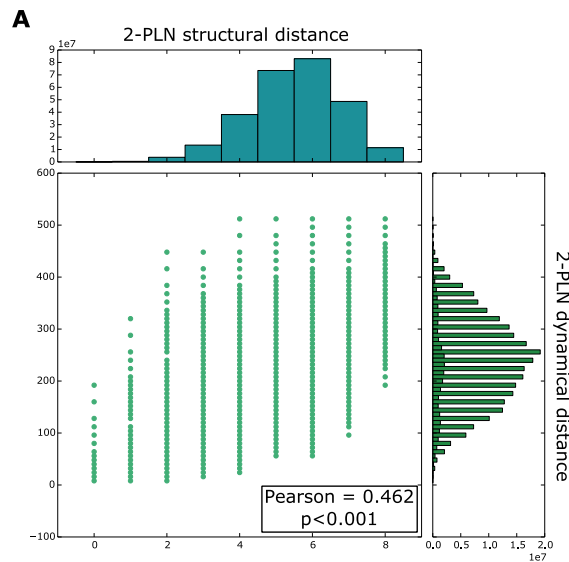 A
2-PLN structural distance
1e7
9
8
7
6
5
4
3
2
1
0
600
500
400
300
200
100
0
−100
0 2 4 6 8
Pearson = 0.462
p<0.001
2-PLN dynamical distance
0.0 0.5 1.0 1.5 2.0
1e7